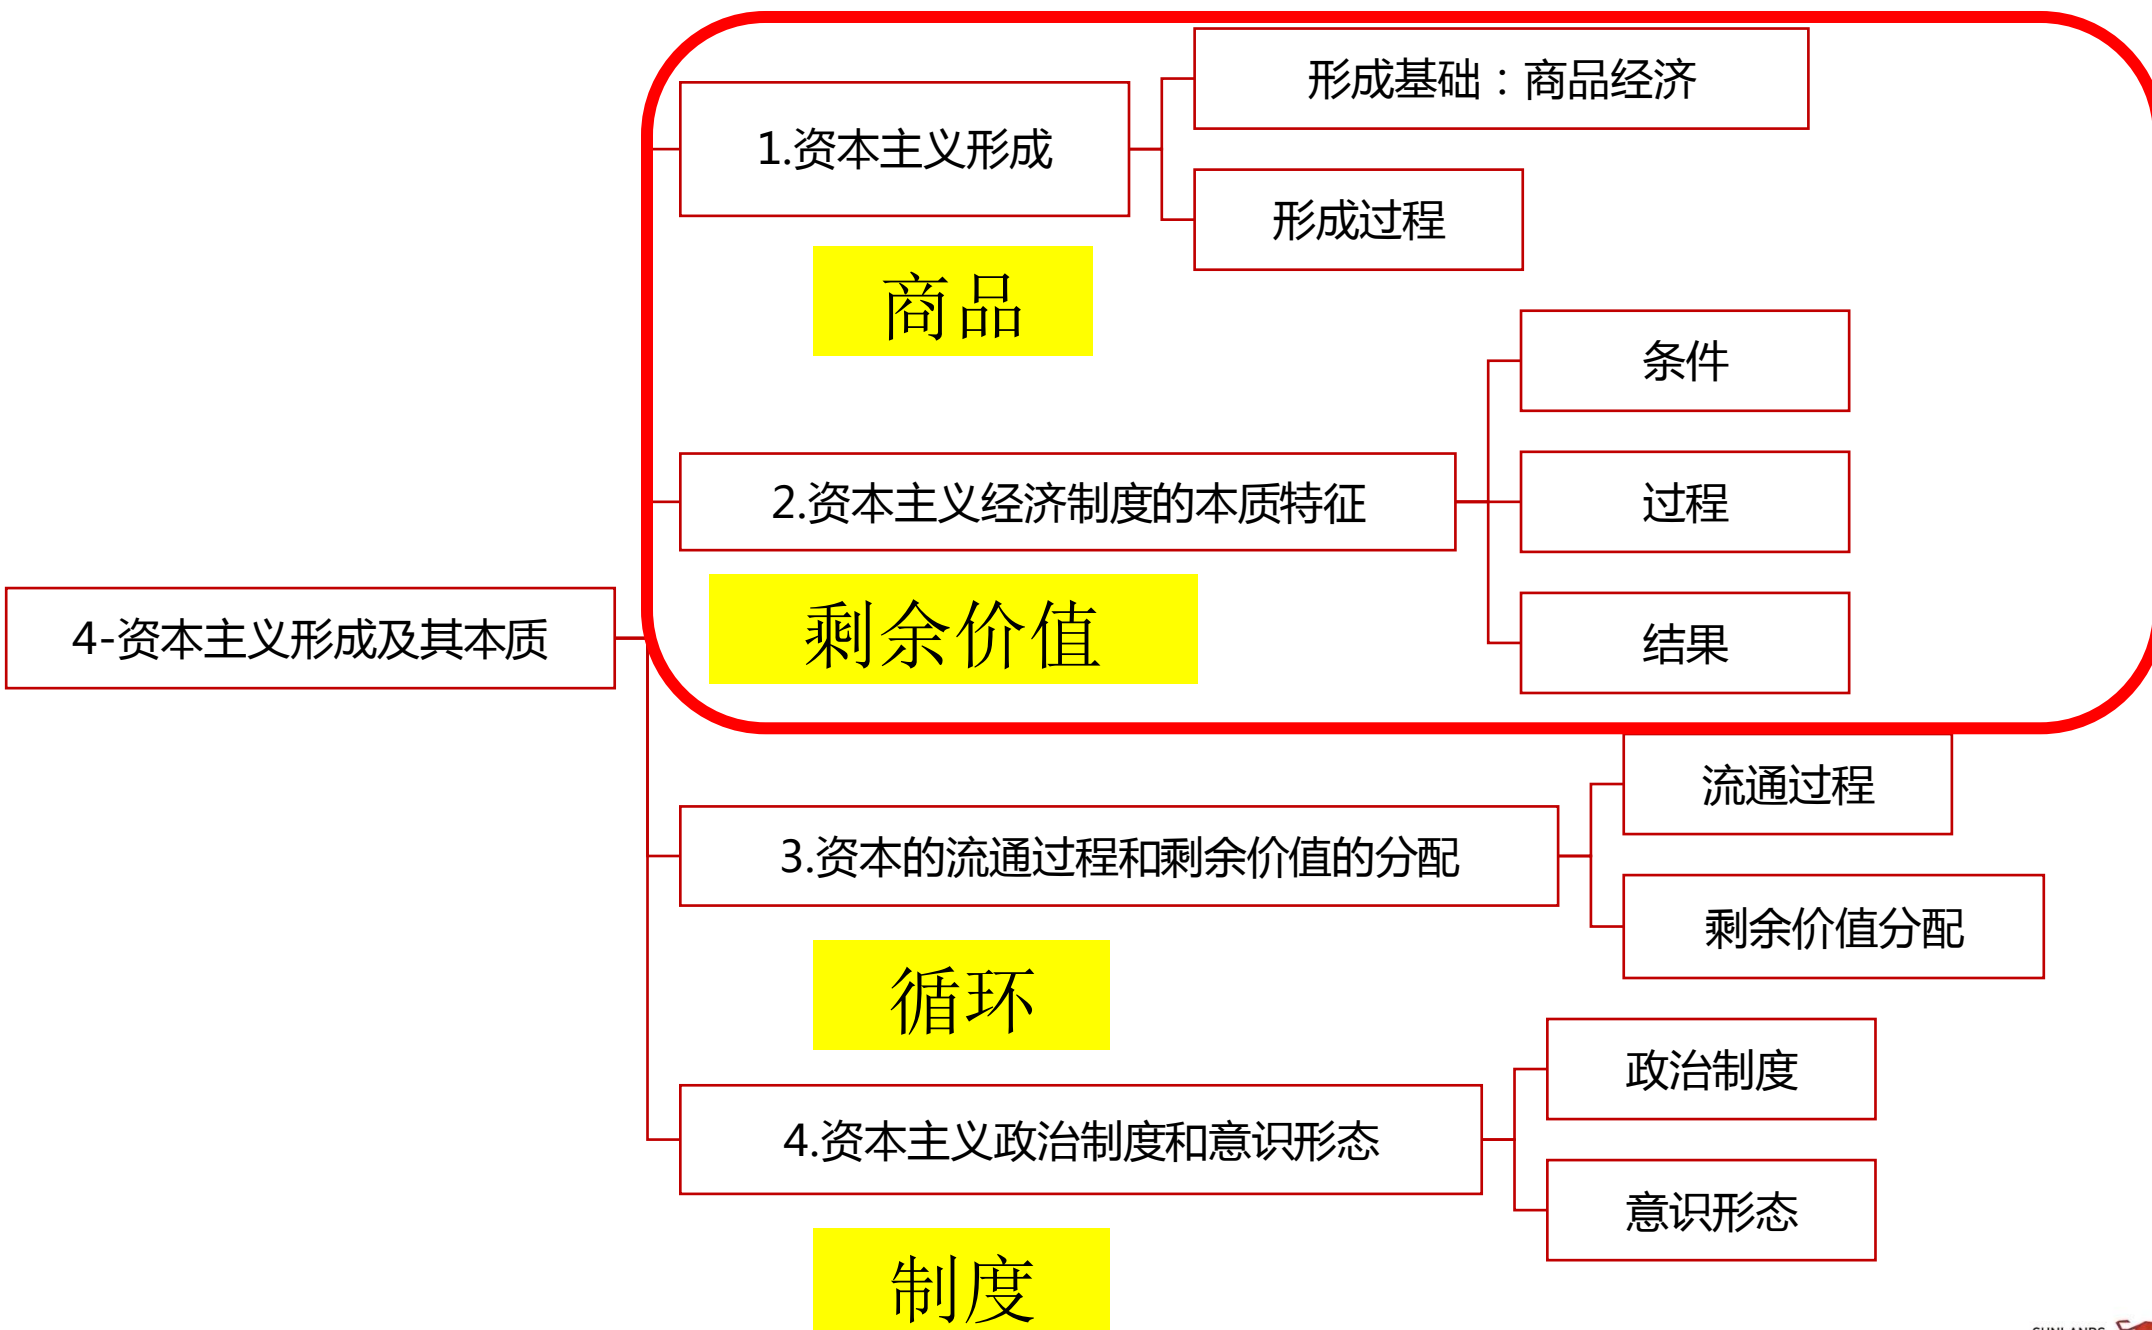 形成基础：商品经济
1.资本主义形成
形成过程
商品
条件
2.资本主义经济制度的本质特征
过程
剩余价值
结果
4-资本主义形成及其本质
流通过程
3.资本的流通过程和剩余价值的分配
剩余价值分配
循环
政治制度
4.资本主义政治制度和意识形态
意识形态
制度